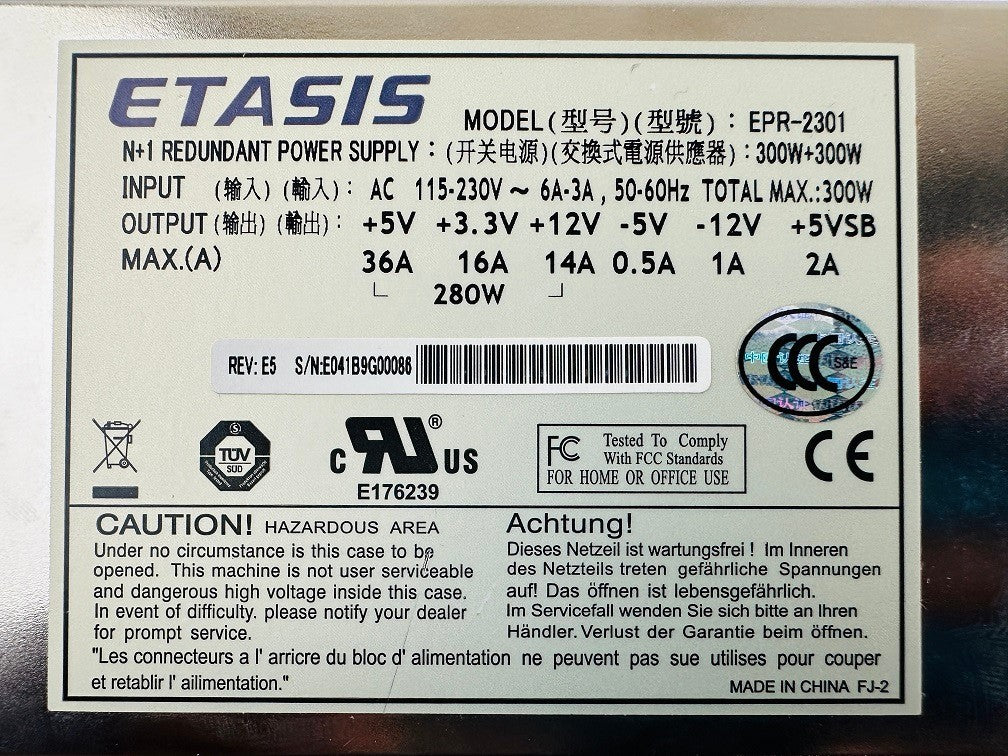 ETASIS
MODEL(型号)(型號): EPR-2301
N+1 REDUNDANT POWER SUPPLY:(开关电源)(交換式電源供應器):300W+300W
INPUT (输入) (輸入): AC 115-230V ~ 6A-3A, 50-60Hz TOTAL MAX.:300W
OUTPUT (输出) (輸出): +5V +3.3V +12V -5V -12V +5VSB
MAX.(A) 36A 16A 14A 0.5A 1A 2A
280W
REV: E5 S/N:E041B9G00086
CCC S&E
TÜV
SÜD
C RU US ®
E176239
FC Tested To Comply
With FCC Standards
FOR HOME OR OFFICE USE
CE
CAUTION! HAZARDOUS AREA
Under no circumstance is this case to be
opened. This machine is not user serviceable
and dangerous high voltage inside this case.
In event of difficulty. please notify your dealer
for prompt service.
Achtung!
Dieses Netzeil ist wartungsfrei ! Im Inneren
des Netzteils treten gefährliche Spannungen
auf! Das öffnen ist lebensgefährlich.
Im Servicefall wenden Sie sich bitte an Ihren
Händler. Verlust der Garantie beim öffnen.
"Les connecteurs a l' arricre du bloc d' alimentation ne peuvent pas sue utilises pour couper
et retablir l' ailimentation."
MADE IN CHINA FJ-2